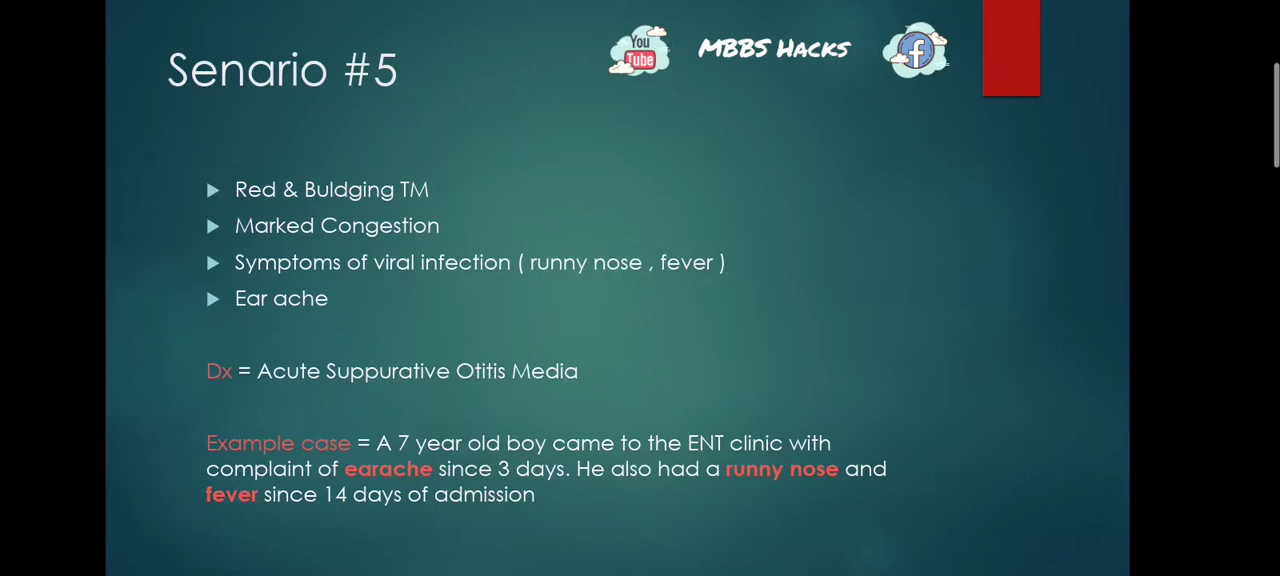 Senario #5
You
Tube
MBBS Hacks
f
Red & Buldging TM
Marked Congestion
Symptoms of viral infection ( runny nose , fever )
Ear ache
Dx = Acute Suppurative Otitis Media
Example case = A 7 year old boy came to the ENT clinic with
complaint of earache since 3 days. He also had a runny nose and
fever since 14 days of admission